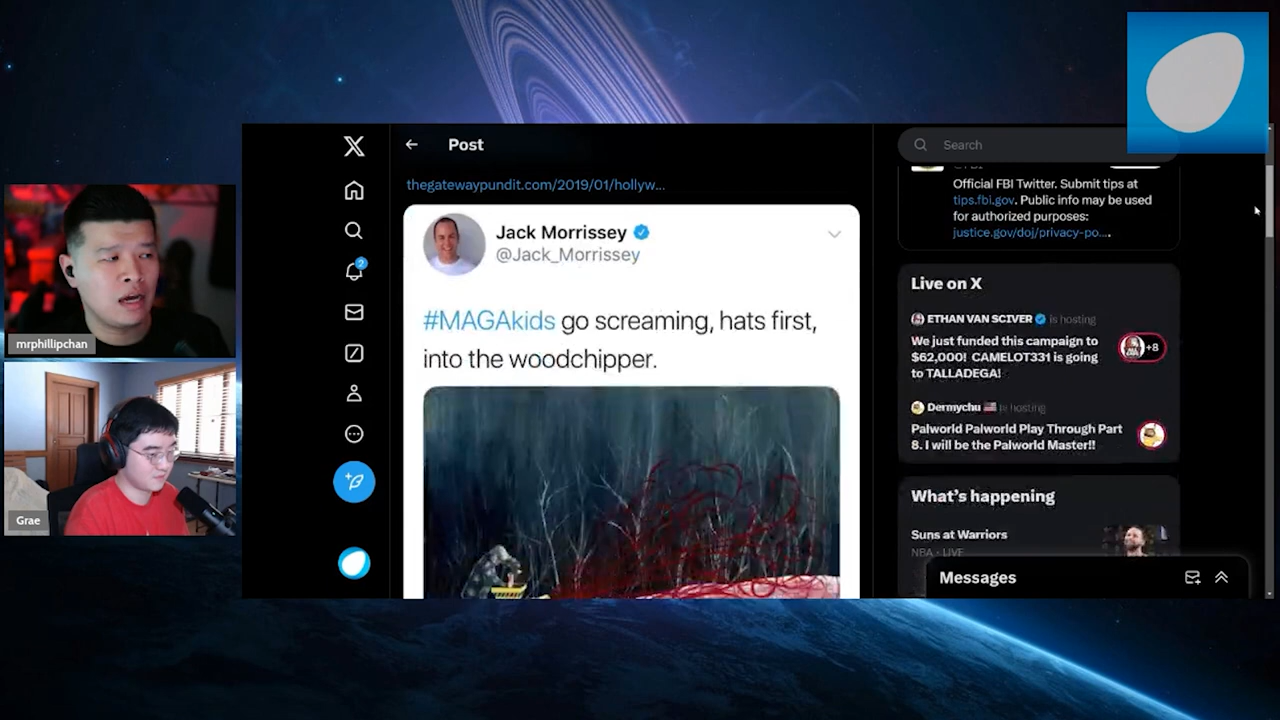 Post
thegatewaypundit.com/2019/01/hollyw...
Jack Morrissey
@Jack_Morrissey
#MAGAkids go screaming, hats first,
into the woodchipper.
mrphillipchan
Grae
2
Search
Official FBI Twitter. Submit tips at
tips.fbi.gov. Public info may be
used for authorized purposes:
justice.gov/doj/privacy-po...
Live on X
ETHAN VAN SCIVER is hosting
We just funded this campaign to
$62,000! CAMELOT331 is going
to TALLADEGA!
+8
Dermychu is hosting
Palworld Palworld Play Through Part
8. I will be the Palworld Master!!
What's happening
Suns at Warriors
NBA · LIVE
Messages